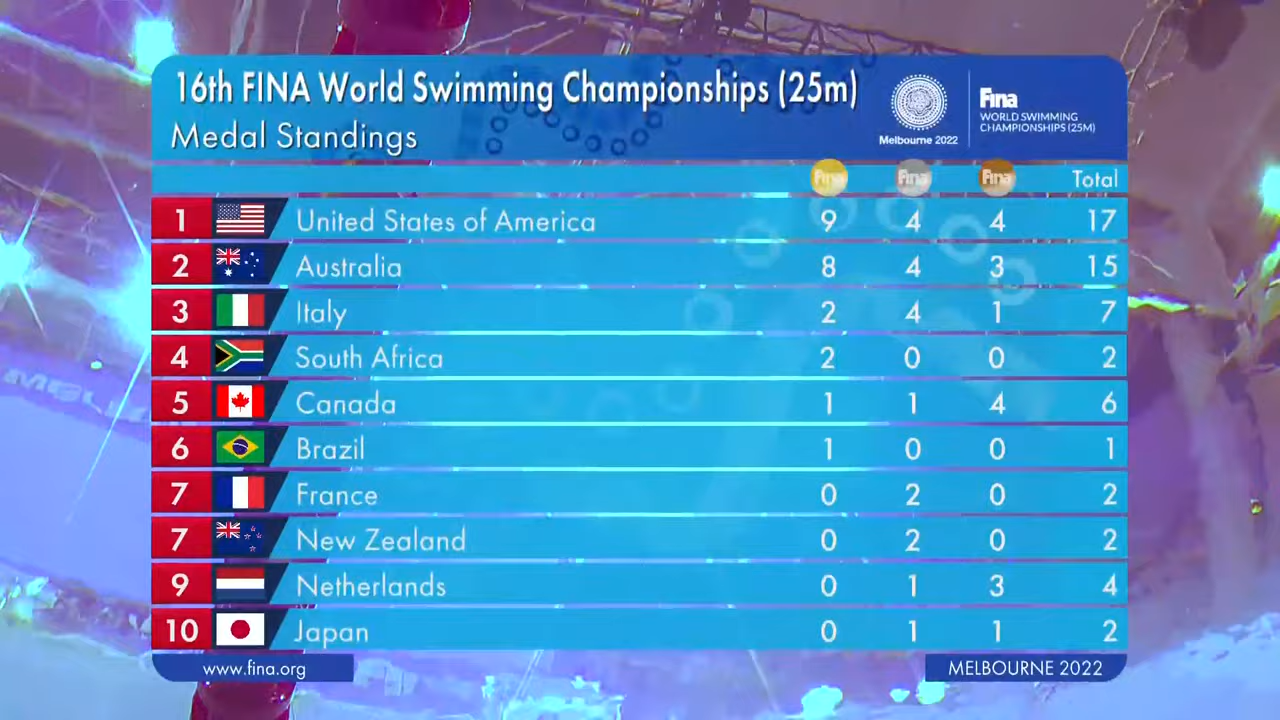 16th FINA World Swimming Championships (25m)
Medal Standings
Melbourne 2022
Fina
WORLD SWIMMING
CHAMPIONSHIPS (25M)
Fina Fina Fina Total
1 United States of America 9 4 4 17
2 Australia 8 4 3 15
3 Italy 2 4 1 7
4 South Africa 2 0 0 2
5 Canada 1 1 4 6
6 Brazil 1 0 0 1
7 France 0 2 0 2
7 New Zealand 0 2 0 2
9 Netherlands 0 1 3 4
10 Japan 0 1 1 2
www.fina.org
MELBOURNE 2022